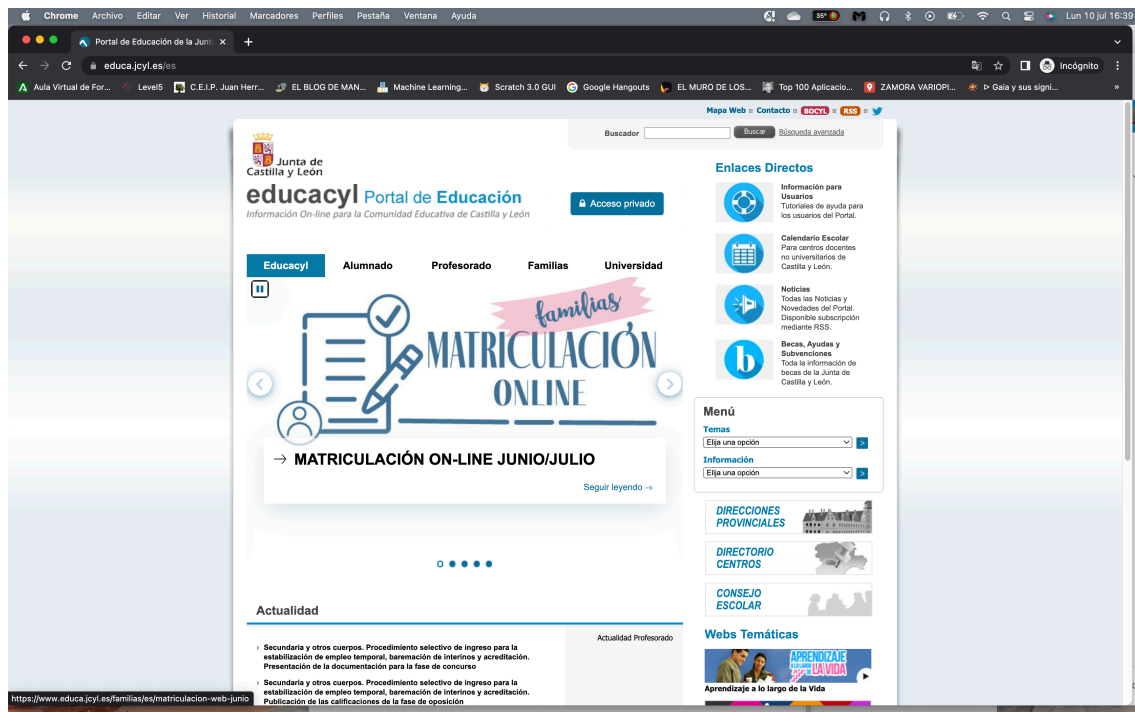 Chrome Archivo Editar Ver Historial Marcadores Perfiles Pestaña Ventana Ayuda
35° Lun 10 jul 16:39
Portal de Educación de la Junt
educa.jcyl.es/es
Incógnito
Aula Virtual de For... Level5 C.E.I.P. Juan Herr... EL BLOG DE MAN... Machine Learning... Scratch 3.0 GUI Google Hangouts EL MURO DE LOS... Top 100 Aplicacio... ZAMORA VARIOPI... ᐅ Gaia y sus signi... »
Mapa Web :: Contacto :: BOCYL :: RSS ::
Buscador Buscar Búsqueda avanzada
Junta de
Castilla y León
educacyl Portal de Educación
Información On-line para la Comunidad Educativa de Castilla y León
Acceso privado
Educacyl Alumnado Profesorado Familias Universidad
familias
MATRICULACIÓN
ONLINE
→ MATRICULACIÓN ON-LINE JUNIO/JULIO
Seguir leyendo →
Actualidad
› Secundaria y otros cuerpos. Procedimiento selectivo de ingreso para la
estabilización de empleo temporal, baremación de interinos y acreditación.
Presentación de la documentación para la fase de concurso
› Secundaria y otros cuerpos. Procedimiento selectivo de ingreso para la
estabilización de empleo temporal, baremación de interinos y acreditación.
Publicación de las calificaciones de la fase de oposición
Actualidad Profesorado
Enlaces Directos
Información para
Usuarios
Tutoriales de ayuda para
los usuarios del Portal.
Calendario Escolar
Para centros docentes
no universitarios de
Castilla y León.
Noticias
Todas las Noticias y
Novedades del Portal.
Disponible subscripción
mediante RSS.
b
Becas, Ayudas y
Subvenciones
Toda la información de
becas de la Junta de
Castilla y León.
Menú
Temas
Elija una opción >
Información
Elija una opción >
DIRECCIONES
PROVINCIALES
DIRECTORIO
CENTROS
CONSEJO
ESCOLAR
Webs Temáticas
APRENDIZAJE
A LO LARGO DE LA VIDA
Aprendizaje a lo largo de la Vida
https://www.educa.jcyl.es/familias/es/matriculacion-web-junio